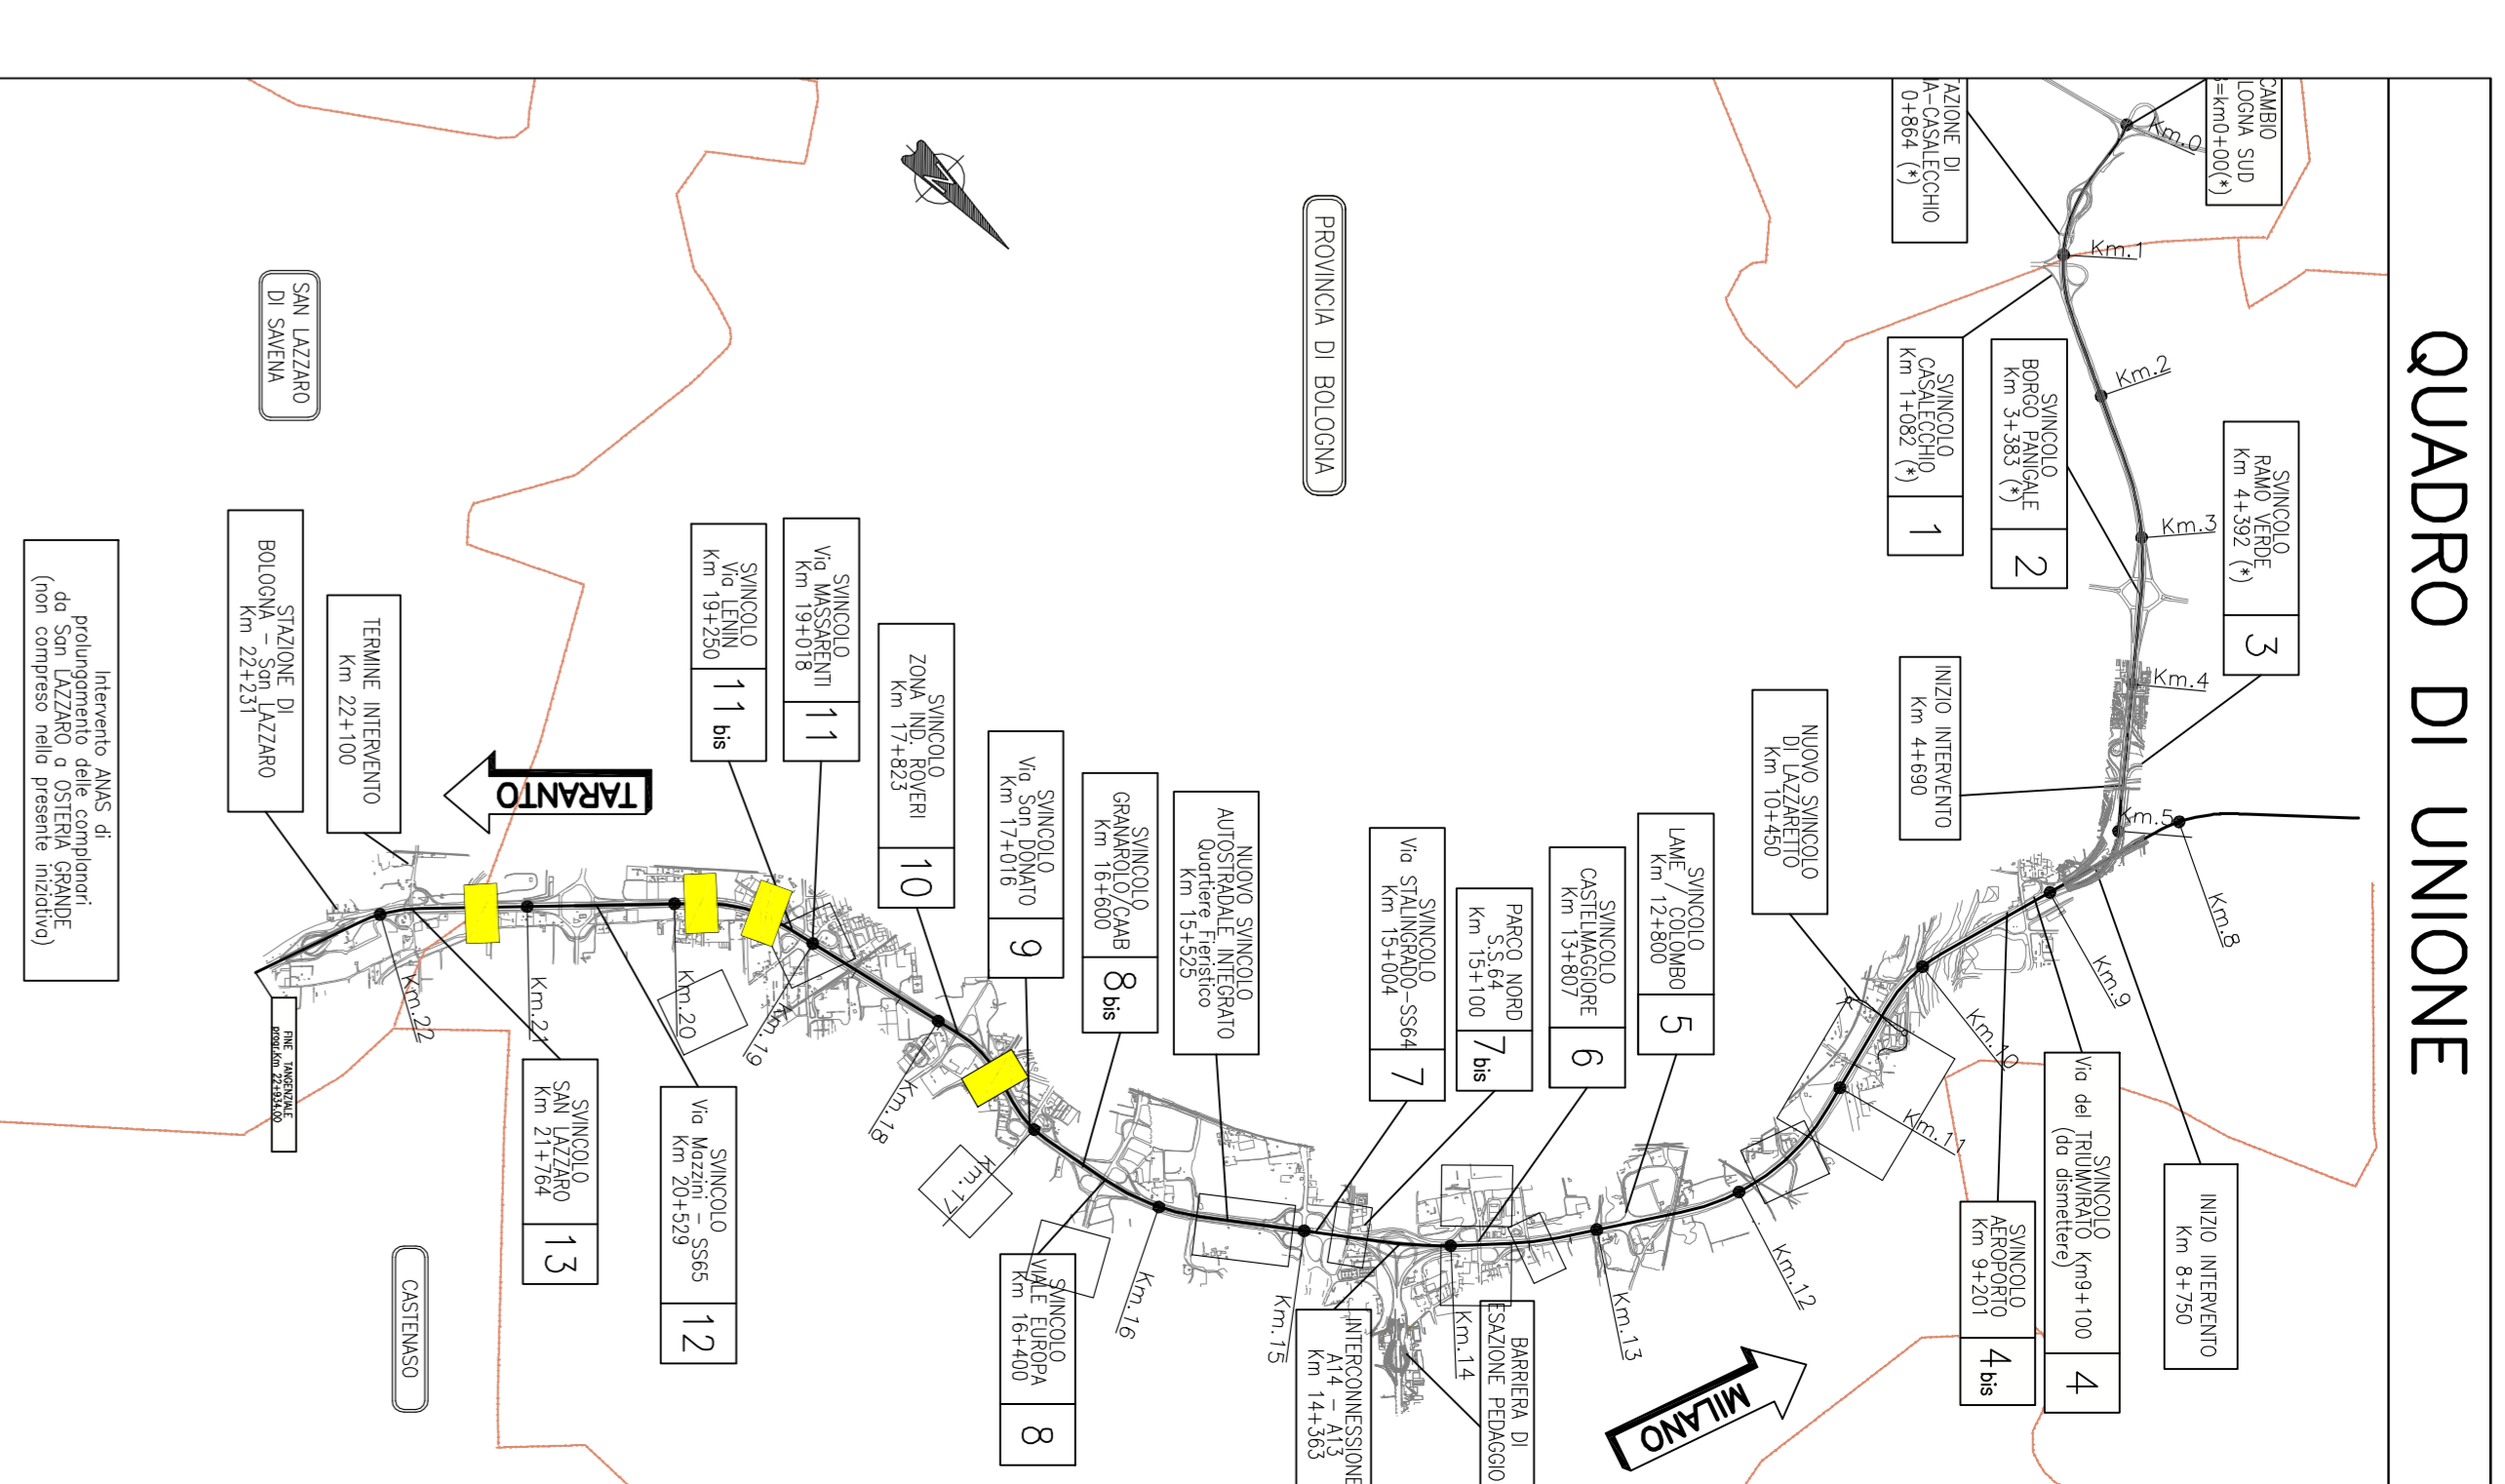 QUADRO DI UNIONE
CAMBIO
LOGNA SUD
=km0+00(*)
AZIONE DI
A-CASALECCHIO
0+864 (*)
Km.0
Km.1
Km.2
Km.3
Km.4
Km.5
Km.8
Km.9
Km.10
Km.11
Km.12
Km.13
Km.14
Km.15
Km.16
Km.17
Km.18
Km.19
Km.20
Km.21
Km.22
SVINCOLO
CASALECCHIO
Km 1+082 (*)
1
SVINCOLO
BORGO PANIGALE
Km 3+383 (*)
2
SVINCOLO
RAMO VERDE
Km 4+392 (*)
3
INIZIO INTERVENTO
Km 4+690
INIZIO INTERVENTO
Km 8+750
SVINCOLO
Via del TRIUMVIRATO Km9+100
(da dismettere)
4
SVINCOLO
AEROPORTO
Km 9+201
4 bis
NUOVO SVINCOLO
DI LAZZARETTO
Km 10+450
SVINCOLO
LAME / COLOMBO
Km 12+800
5
SVINCOLO
CASTELMAGGIORE
Km 13+807
6
BARRIERA DI
ESAZIONE PEDAGGIO
INTERCONNESSIONE
A14 - A13
Km 14+363
PARCO NORD
S.S.64
Km 15+100
7 bis
SVINCOLO
Via STALINGRADO-SS64
Km 15+004
7
NUOVO SVINCOLO
AUTOSTRADALE INTEGRATO
Quartiere Fieristico
Km 15+525
SVINCOLO
VIALE EUROPA
Km 16+400
8
SVINCOLO
GRANAROLO/CAAB
Km 16+600
8 bis
SVINCOLO
Via San DONATO
Km 17+016
9
SVINCOLO
ZONA IND. ROVERI
Km 17+823
10
SVINCOLO
Via MASSARENTI
Km 19+018
11
SVINCOLO
Via LENIN
Km 19+250
11 bis
SVINCOLO
Via Mazzini - SS65
Km 20+529
12
SVINCOLO
SAN LAZZARO
Km 21+764
13
TERMINE INTERVENTO
Km 22+100
STAZIONE DI
BOLOGNA - San LAZZARO
Km 22+231
FINE TANGENZIALE
progr.Km 22+934.00
Intervento ANAS di
prolungamento delle complanari
da San LAZZARO a OSTERIA GRANDE
(non compreso nella presente inizativa)
PROVINCIA DI BOLOGNA
SAN LAZZARO
DI SAVENA
CASTENASO
TARANTO
MILANO
N